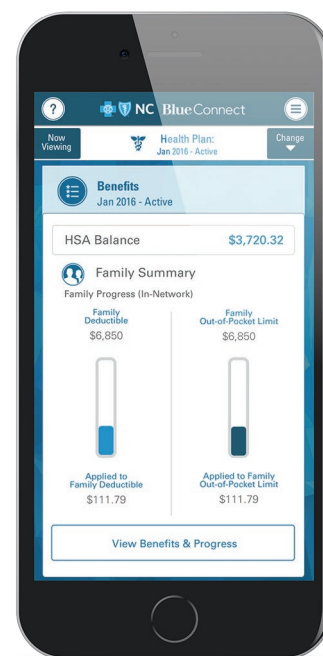 ?
NC Blue Connect
Now
Viewing
Health Plan:
Jan 2016 - Active
Change
Benefits
Jan 2016 - Active
HSA Balance $3,720.32
Family Summary
Family Progress (In-Network)
Family
Deductible
$6,850
Family
Out-of-Pocket Limit
$6,850
Applied to
Family Deductible
$111.79
Applied to Family
Out-of-Pocket Limit
$111.79
View Benefits & Progress